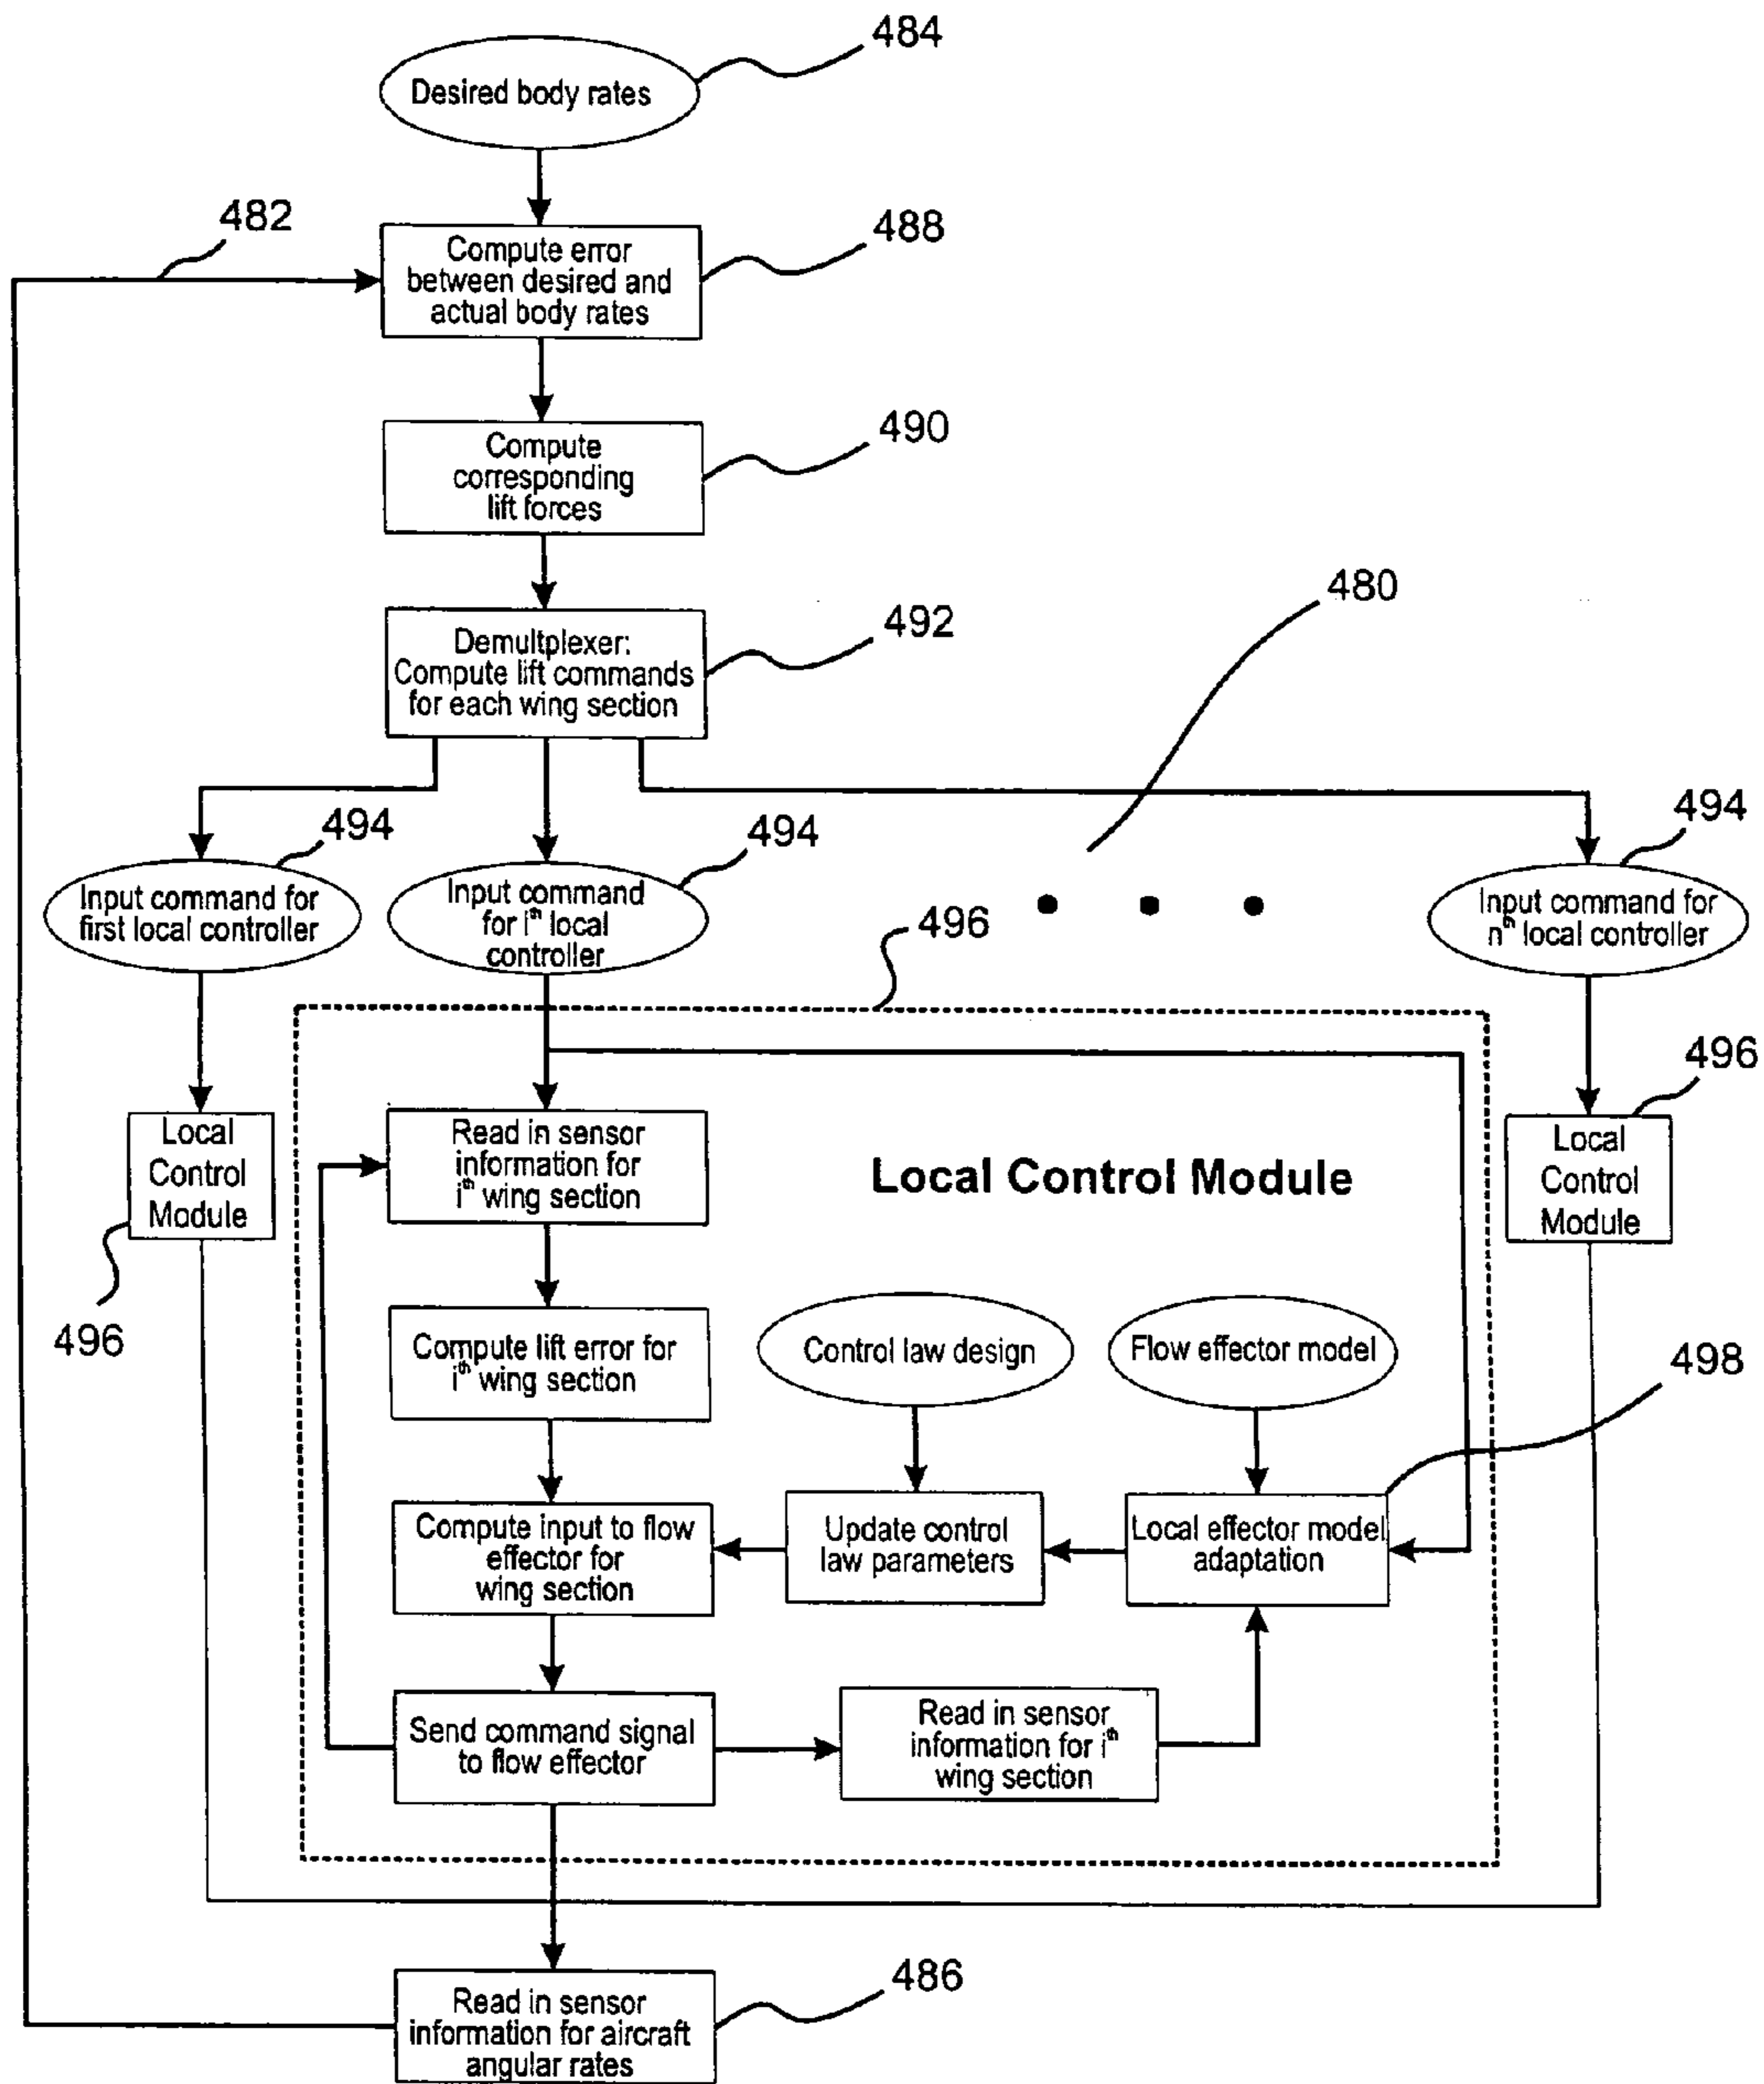 484
Desired body rates
482
488
Compute error
between desired and
actual body rates
490
Compute
corresponding
lift forces
480
492
Demultplexer:
Compute lift commands
for each wing section
494
494
494
Input command for
first local controller
Input command
for ith local
controller
Input command for
nth local controller
496
496
Local
Control
Module
496
Read in sensor
information for
ith wing section
Local Control Module
Local
Control
Module
Compute lift error for
ith wing section
Control law design
Flow effector model
498
Compute input to flow
effector for
wing section
Update control
law parameters
Local effector model
adaptation
Send command signal
to flow effector
Read in sensor
information for ith
wing section
486
Read in sensor
information for aircraft
angular rates